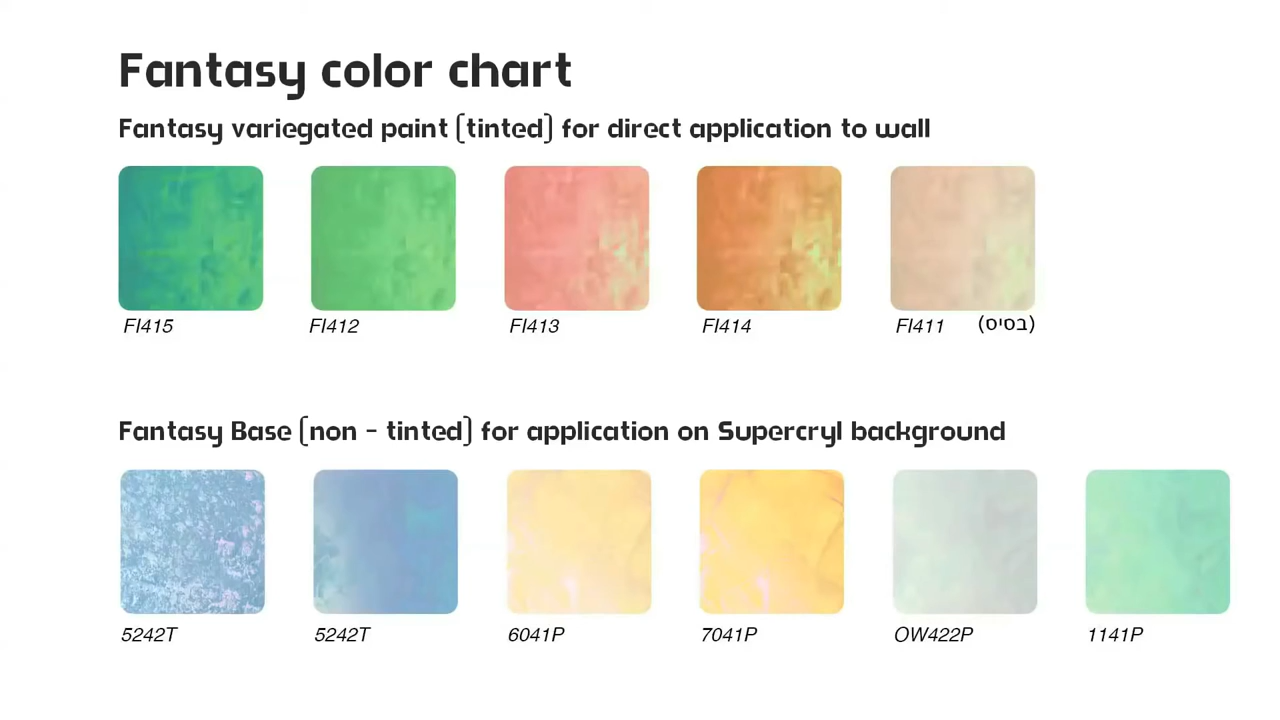 Fantasy color chart
Fantasy variegated paint (tinted) for direct application to wall
FI415 FI412 FI413 FI414 FI411 (בסיס)
Fantasy Base (non - tinted) for application on Supercryl background
5242T 5242T 6041P 7041P OW422P 1141P